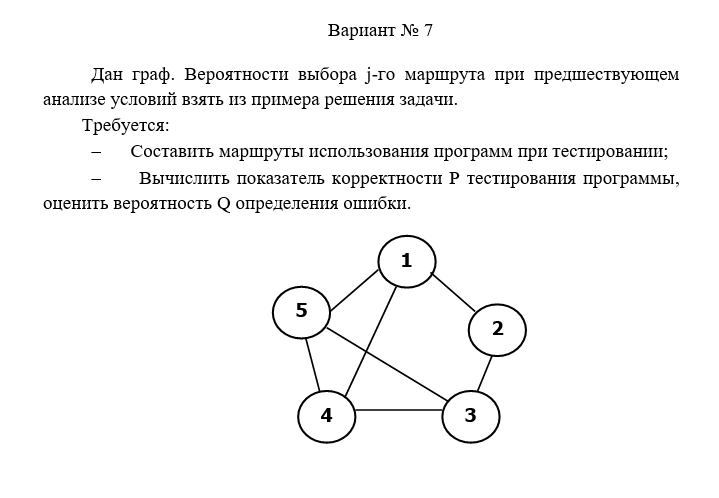 Вариант № 7
Дан граф. Вероятности выбора j-го маршрута при предшествующем
анализе условий взять из примера решения задачи.
Требуется:
– Составить маршруты использования программ при тестировании;
– Вычислить показатель корректности Р тестирования программы,
оценить вероятность Q определения ошибки.
1
5
2
4
3